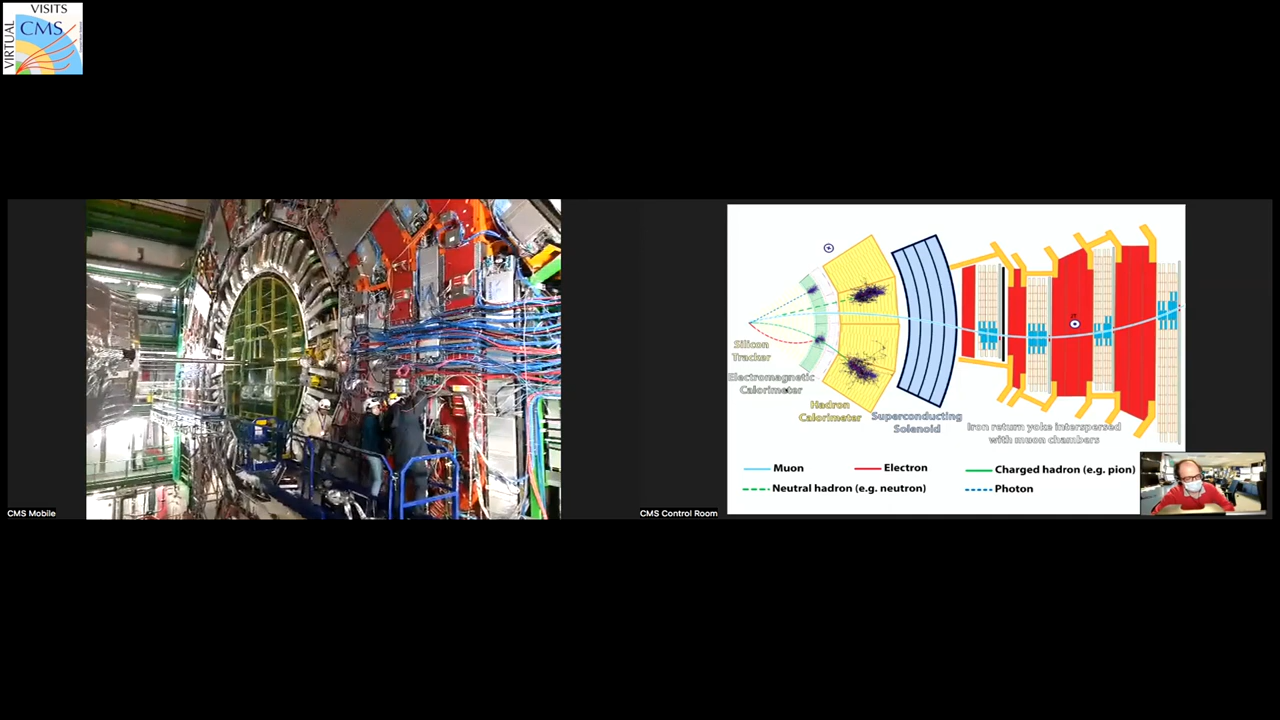 VISITS
CMS
VIRTUAL
Silicon
Tracker
Electromagnetic
Calorimeter
Hadron
Calorimeter
Superconducting
Solenoid
Iron return yoke interspersed
with muon chambers
Muon
Electron
Charged hadron (e.g. pion)
Neutral hadron (e.g. neutron)
Photon
CMS Mobile
CMS Control Room